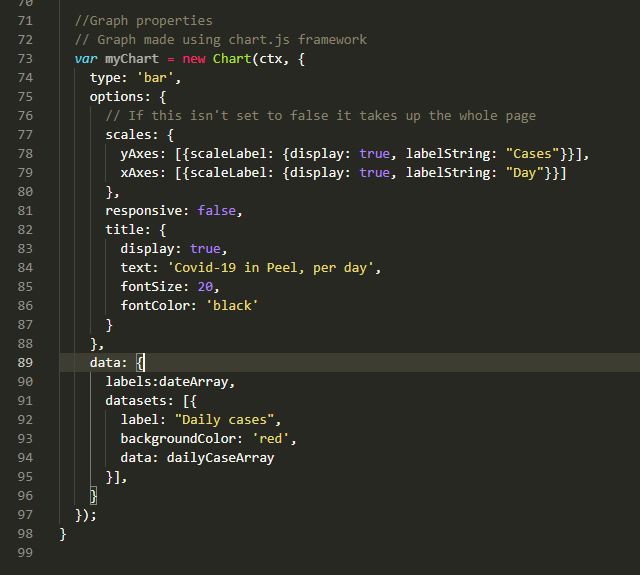 70
71 //Graph properties
72 // Graph made using chart.js framework
73 var myChart = new Chart(ctx, {
74 type: 'bar',
75 options: {
76 // If this isn't set to false it takes up the whole page
77 scales: {
78 yAxes: [{scaleLabel: {display: true, labelString: "Cases"}}],
79 xAxes: [{scaleLabel: {display: true, labelString: "Day"}}]
80 },
81 responsive: false,
82 title: {
83 display: true,
84 text: 'Covid-19 in Peel, per day',
85 fontSize: 20,
86 fontColor: 'black'
87 }
88 },
89 data: {
90 labels:dateArray,
91 datasets: [{
92 label: "Daily cases",
93 backgroundColor: 'red',
94 data: dailyCaseArray
95 }],
96 }
97 });
98 }
99